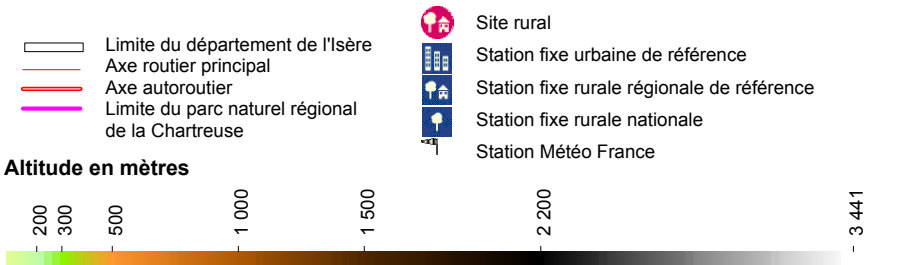 Limite du département de l'Isère
Axe routier principal
Axe autoroutier
Limite du parc naturel régional
de la Chartreuse
Site rural
Station fixe urbaine de référence
Station fixe rurale régionale de référence
Station fixe rurale nationale
Station Météo France
Altitude en mètres
200
300
500
1 000
1 500
2 200
3 441